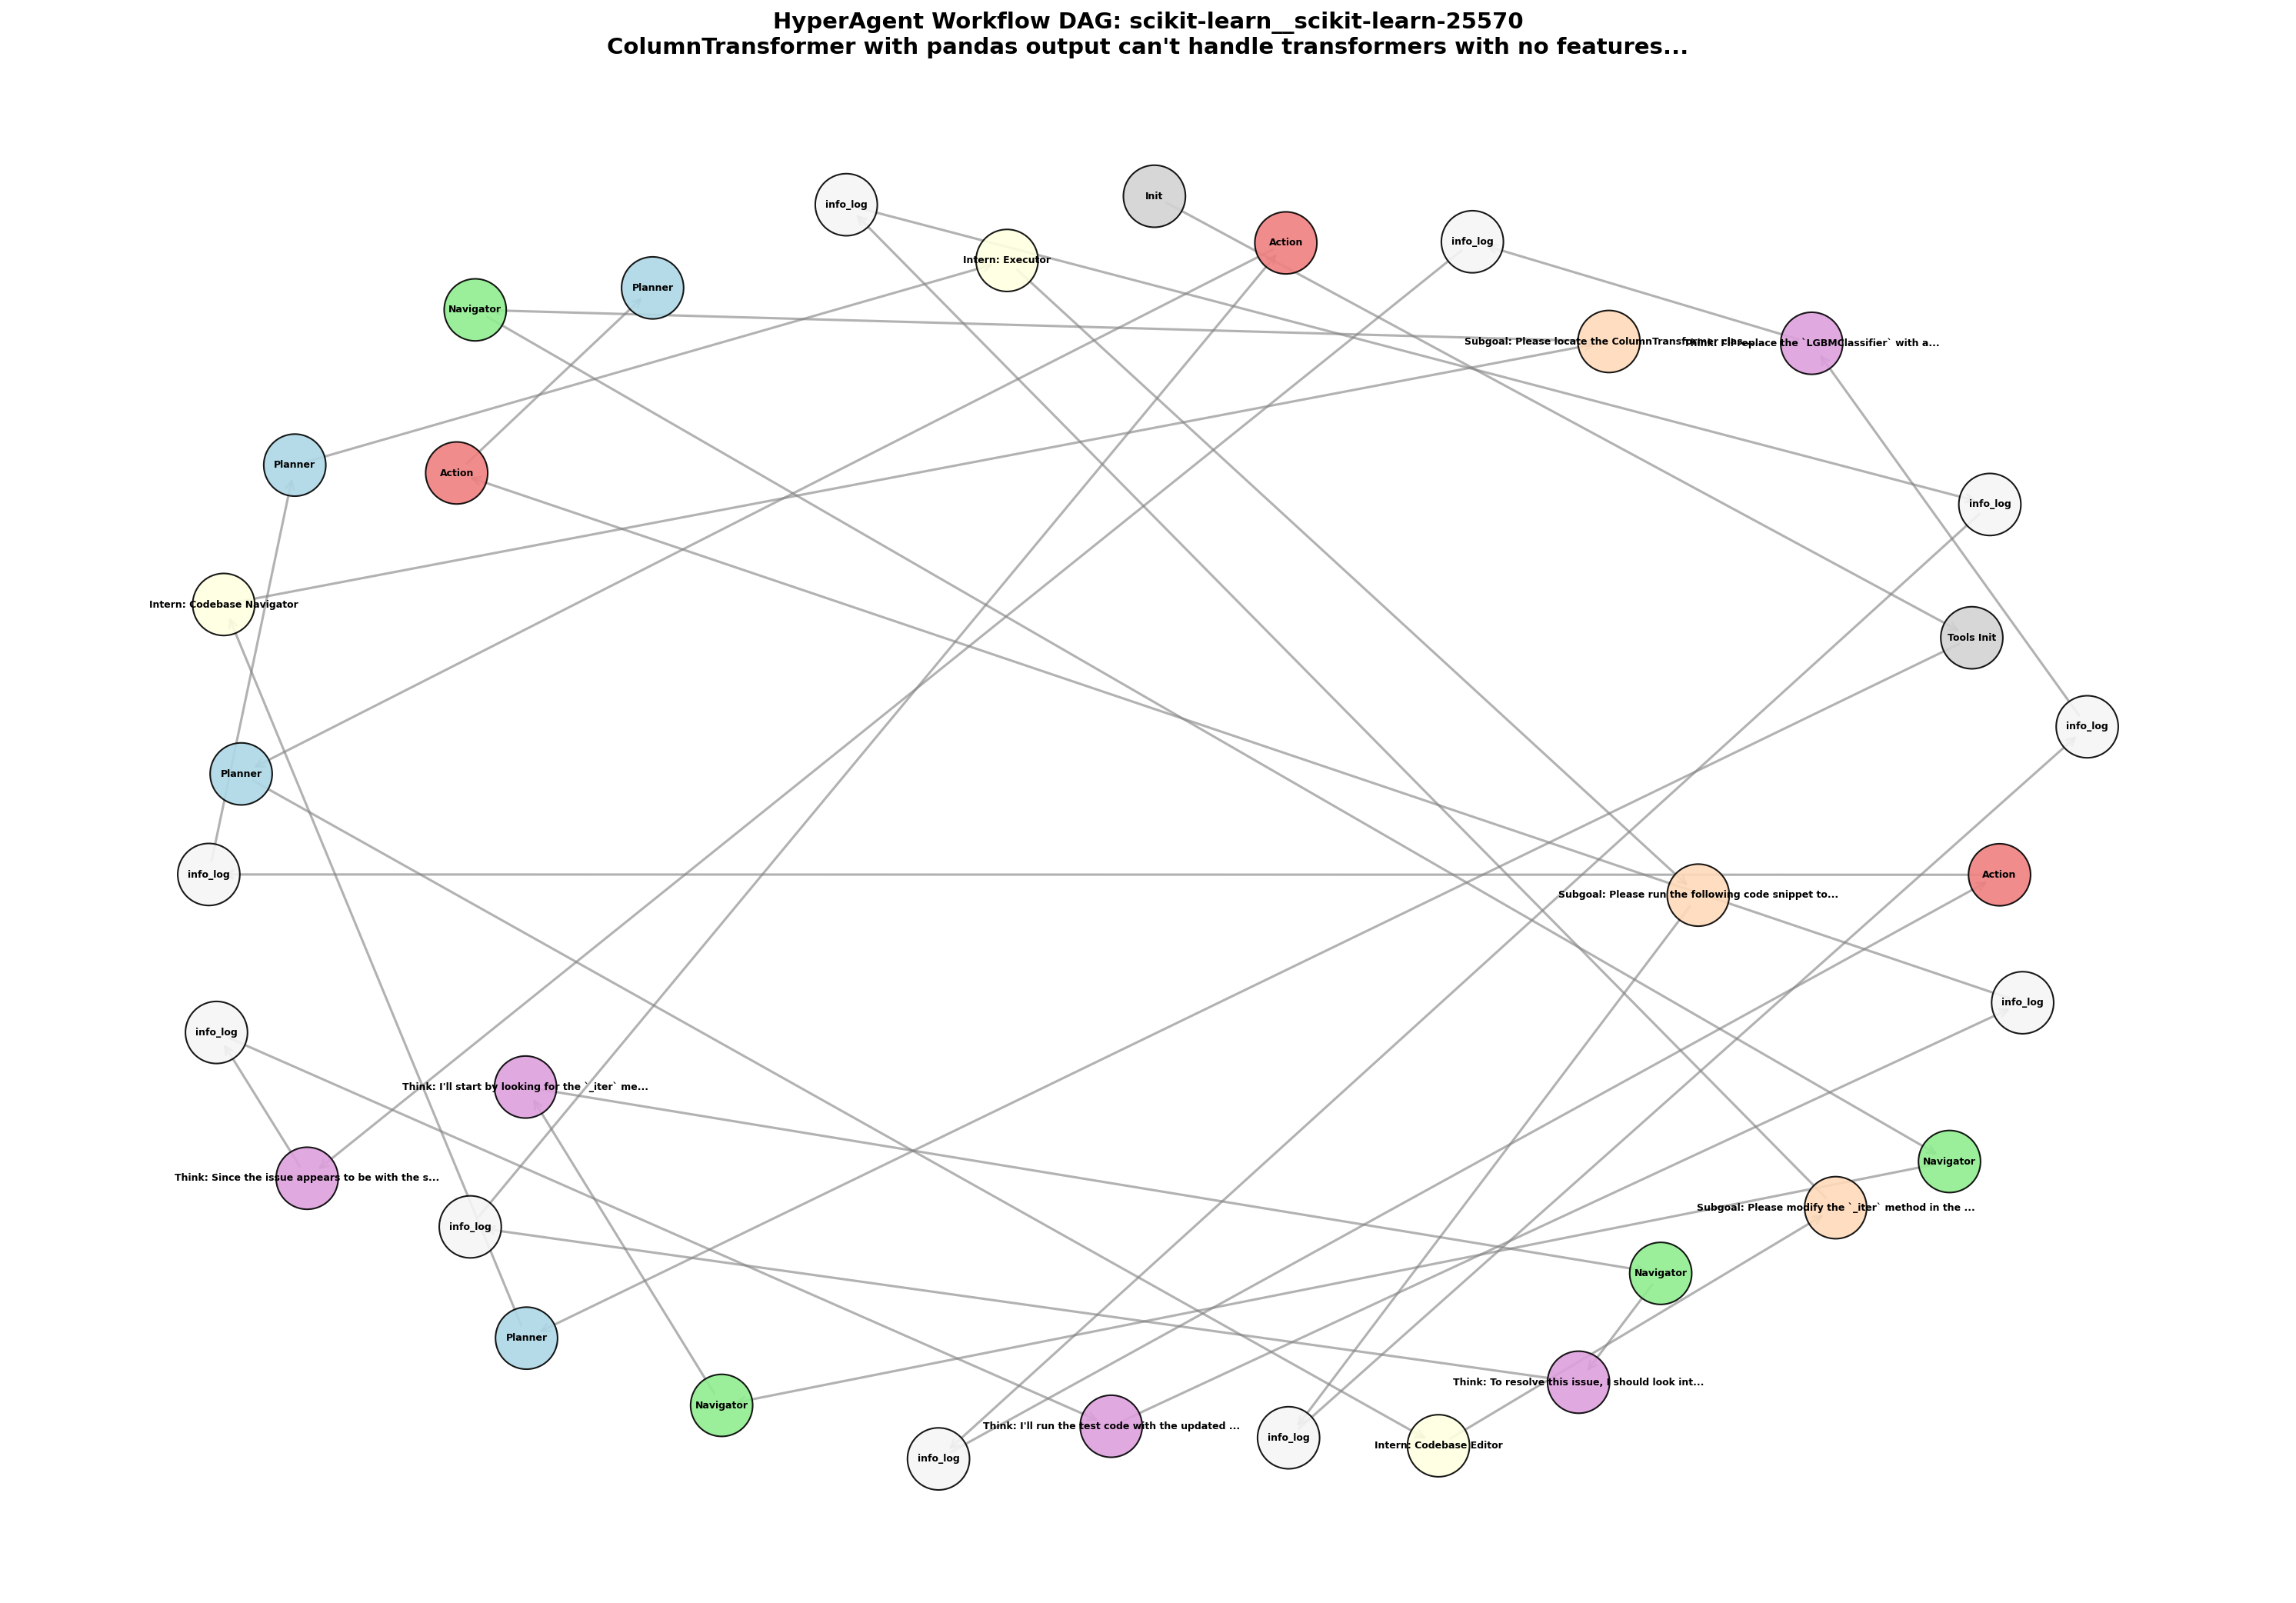 HyperAgent Workflow DAG: scikit-learn__scikit-learn-25570
ColumnTransformer with pandas output can't handle transformers with no features...
Init
info_log
Action
info_log
Intern: Executor
Planner
Navigator
Subgoal: Please locate the ColumnTransformer
Think: I'll replace the `LGBMClassifier` with a...
Planner
Action
info_log
Intern: Codebase Navigator
Tools Init
info_log
Planner
info_log
Action
Subgoal: Please run the following code snippet to...
info_log
info_log
Think: I'll start by looking for the `_iter` me...
Navigator
Think: Since the issue appears to be with the s...
Subgoal: Please modify the `_iter` method in the ...
info_log
Navigator
Planner
Think: To resolve this issue, I should look int...
Navigator
Think: I'll run the test code with the updated ...
info_log
Intern: Codebase Editor
info_log